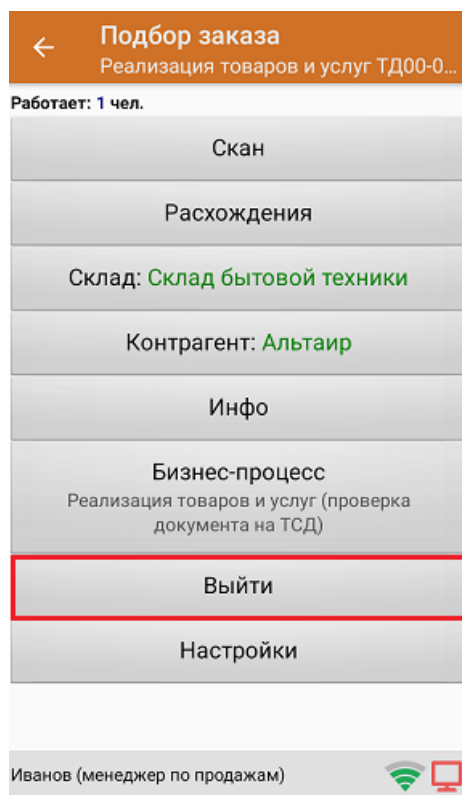 Подбор заказа
Реализация товаров и услуг ТД00-0...
Работает: 1 чел.
Скан
Расхождения
Склад: Склад бытовой техники
Контрагент: Альтаир
Инфо
Бизнес-процесс
Реализация товаров и услуг (проверка
документа на ТСД)
Выйти
Настройки
Иванов (менеджер по продажам)